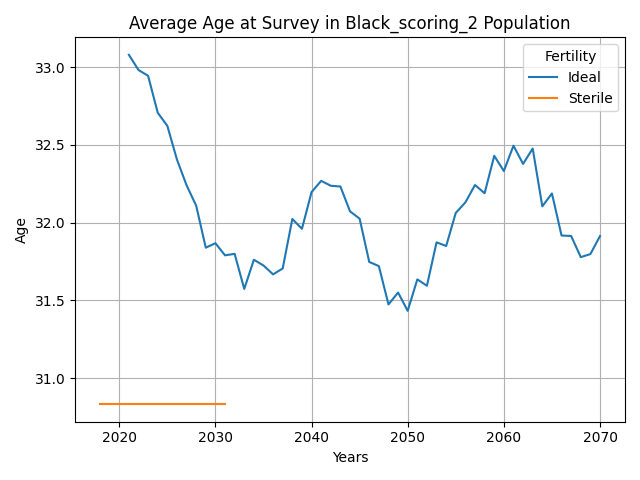 Average Age at Survey in Black_scoring_2 Population
Fertility
Ideal
Sterile
33.0
32.5
32.0
31.5
31.0
Age
2020 2030 2040 2050 2060 2070
Years